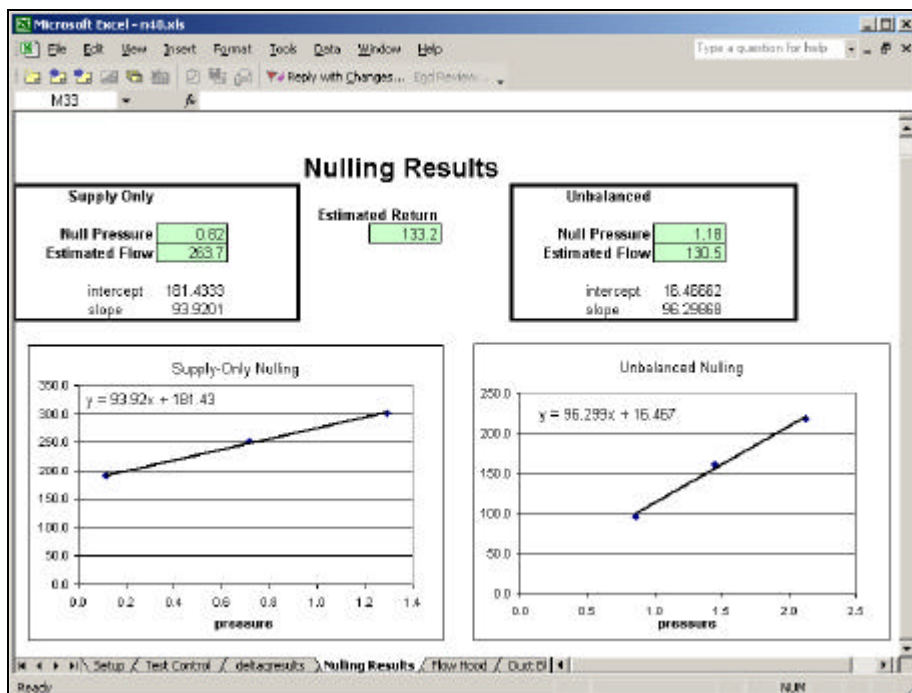 Microsoft Excel - n40.xls
File Edit View Insert Format Tools Data Window Help
Type a question for help
Reply with Changes...
M33 fx
Nulling Results
Supply Only
Null Pressure
Estimated Flow 263.7
intercept 181.4333
slope 93.9201
Estimated Return
133.2
Unbalanced
Null Pressure 1.18
Estimated Flow 130.5
intercept
slope
Supply-Only Nulling
y = 93.92x + 181.43
350.0
300.0
250.0
200.0
150.0
100.0
50.0
0.0
0.0 0.2 0.4 0.6 0.8 1.0 1.2 1.4
pressure
Unbalanced Nulling
y = 96.299x + 16.467
250.0
200.0
150.0
100.0
50.0
0.0
0.0 0.5 1.0 1.5 2.0 2.5
pressure
Setup Test Control deltaqresults Nulling Results Flow Hood Duct Bl
Ready NUM